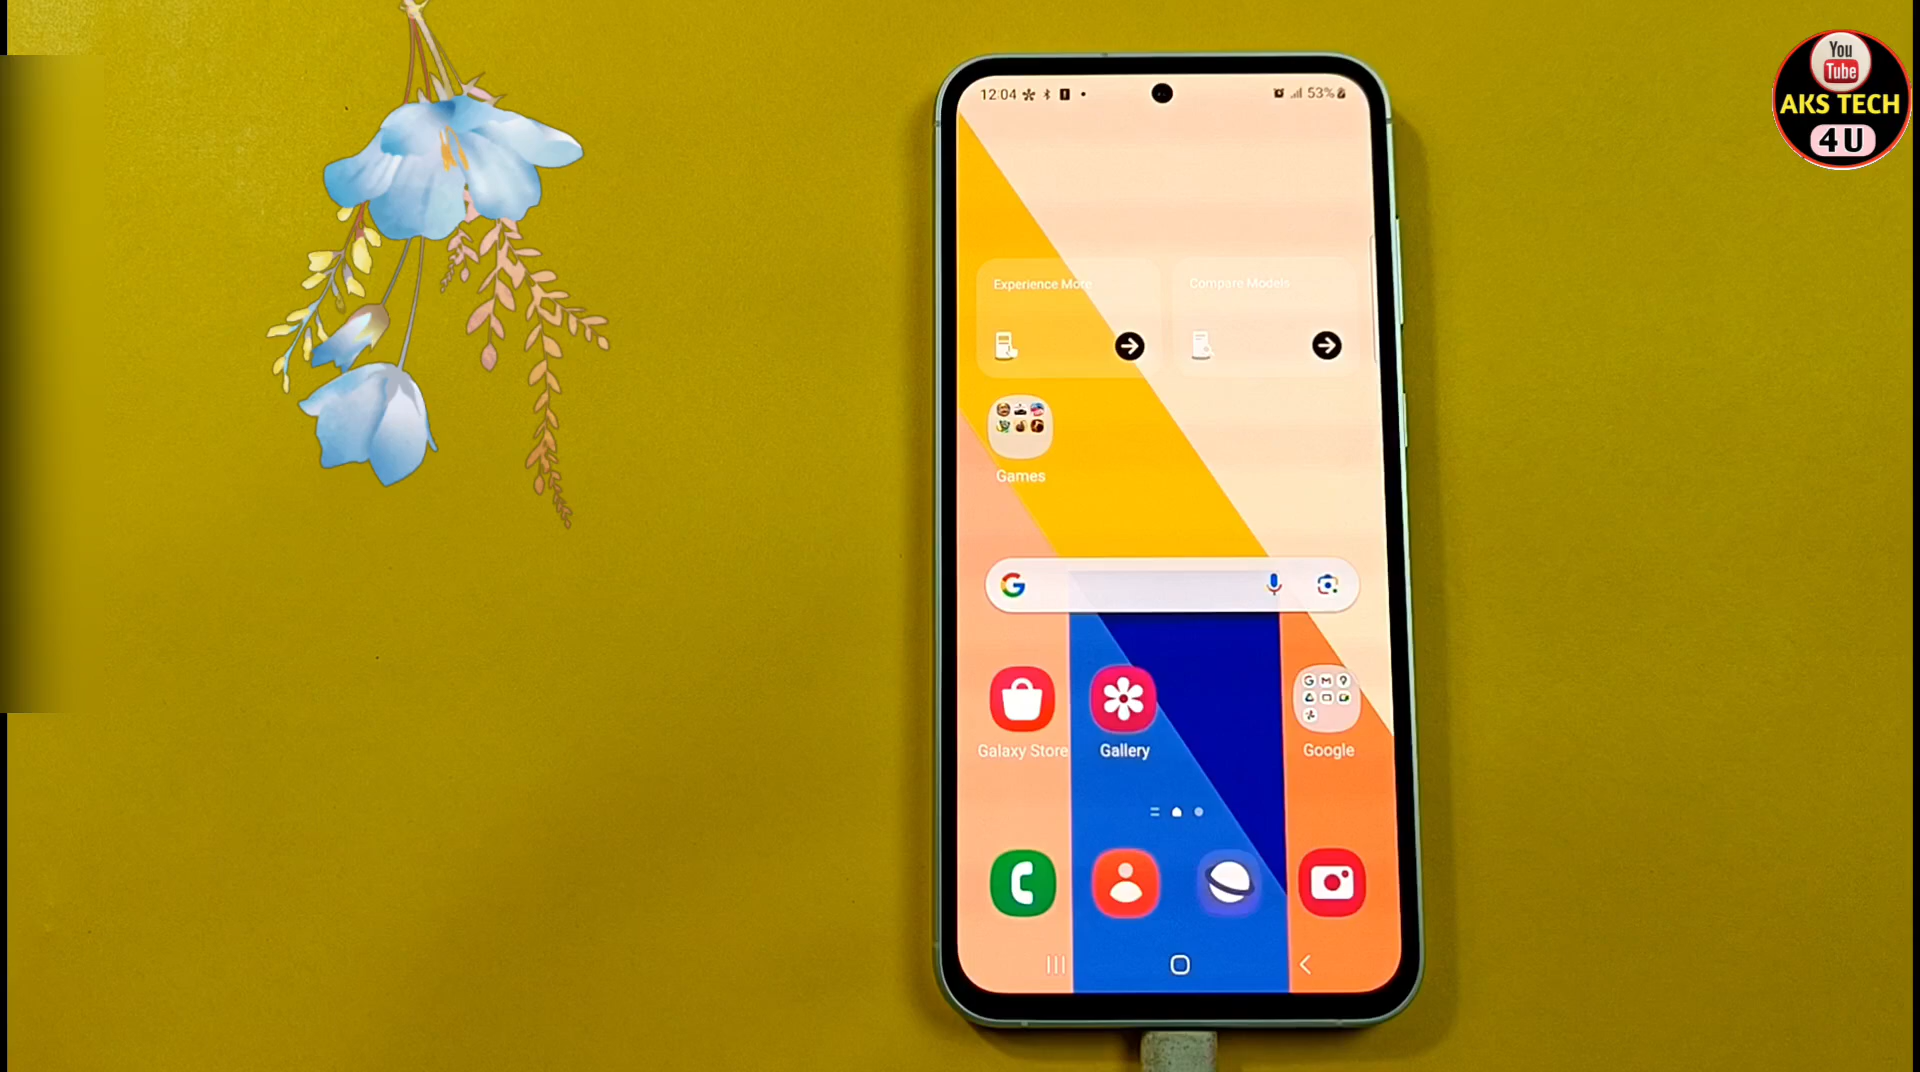 You
Tube
AKS TECH
4U
12:04
53%
Experience More
Compare Models
Games
Galaxy Store
Gallery
Google